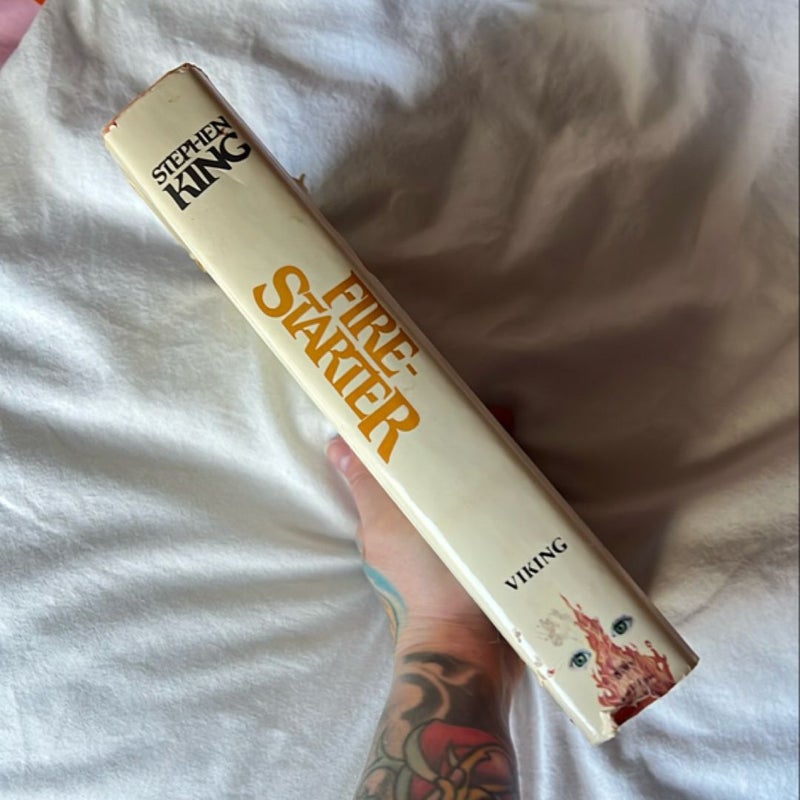 STEPHEN
KING
FIRE-
STARTER
VIKING